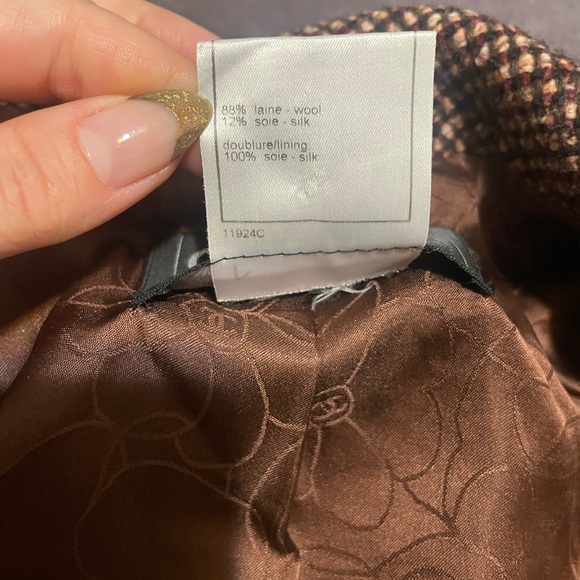 88% laine - wool
12% soie - silk
doublure/lining
100% soie - silk
11924C